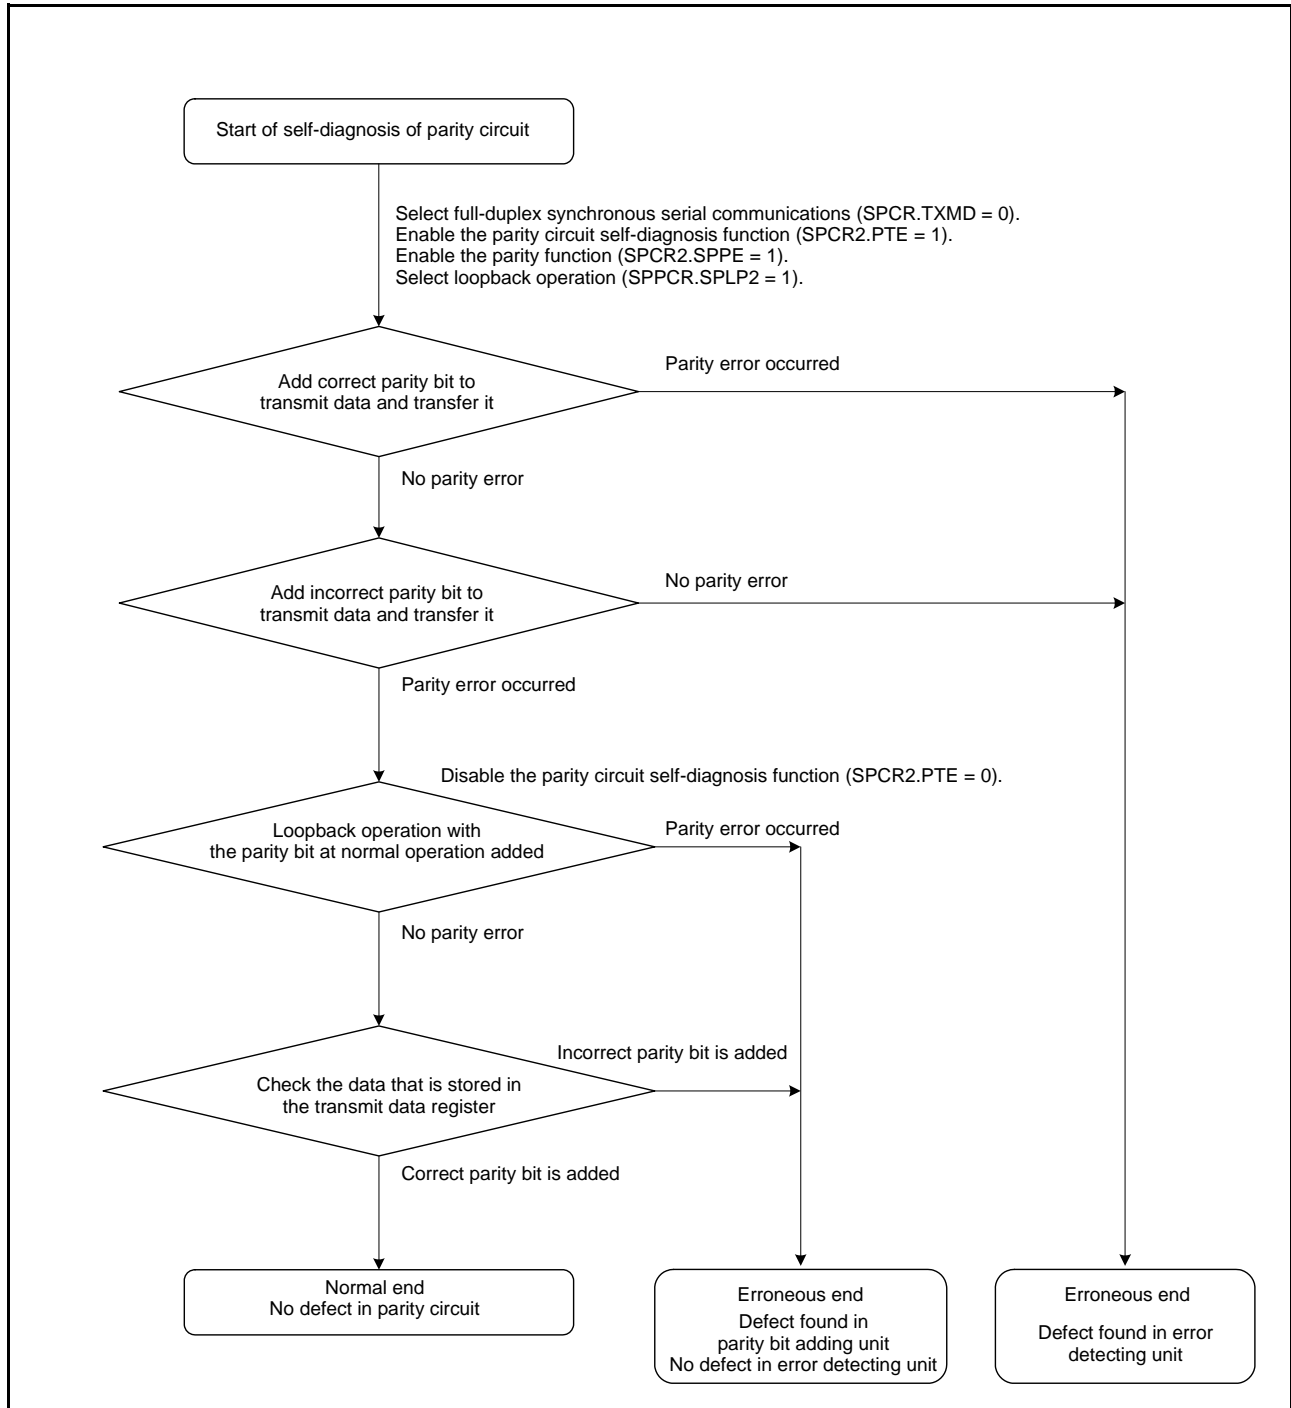 Start of self-diagnosis of parity circuit
Select full-duplex synchronous serial communications (SPCR.TXMD = 0).
Enable the parity circuit self-diagnosis function (SPCR2.PTE = 1).
Enable the parity function (SPCR2.SPPE = 1).
Select loopback operation (SPPCR.SPLP2 = 1).
Add correct parity bit to
transmit data and transfer it
Parity error occurred
No parity error
Add incorrect parity bit to
transmit data and transfer it
No parity error
Parity error occurred
Disable the parity circuit self-diagnosis function (SPCR2.PTE = 0).
Loopback operation with
the parity bit at normal operation added
Parity error occurred
No parity error
Check the data that is stored in
the transmit data register
Incorrect parity bit is added
Correct parity bit is added
Normal end
No defect in parity circuit
Erroneous end
Defect found in
parity bit adding unit
No defect in error detecting unit
Erroneous end
Defect found in error
detecting unit